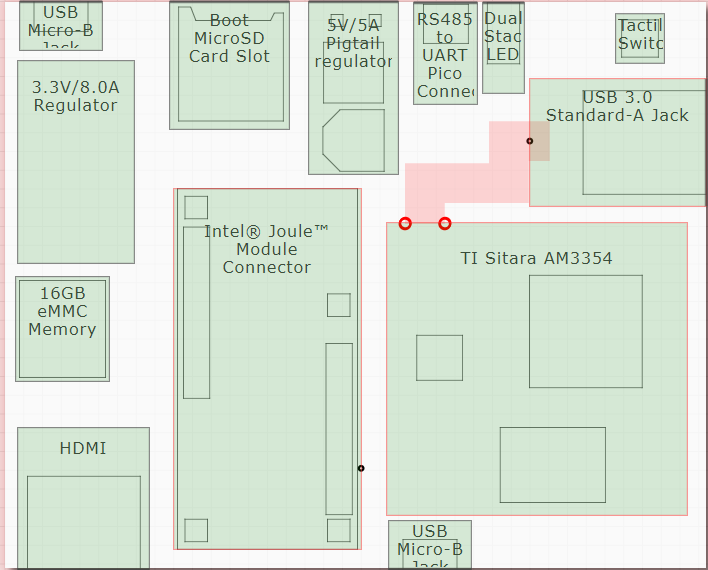 USB
Micro-B
Jack
Boot
MicroSD
Card Slot
5V/5A
Pigtail
regulator
RS485
to
UART
Pico
Connec
Dual
Stac
LED
Tactil
Switc
3.3V/8.0A
Regulator
USB 3.0
Standard-A Jack
Intel® Joule™
Module
Connector
TI Sitara AM3354
16GB
eMMC
Memory
HDMI
USB
Micro-B
Jack